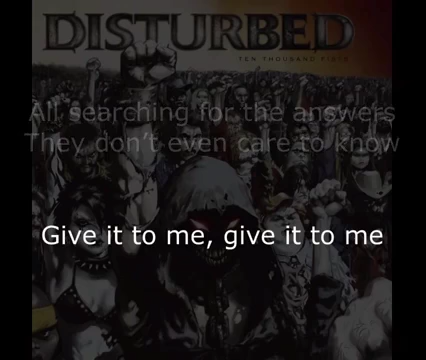 DISTURBED
TEN THOUSAND FISTS
All searching for the answers
They don't even care to know
Give it to me, give it to me